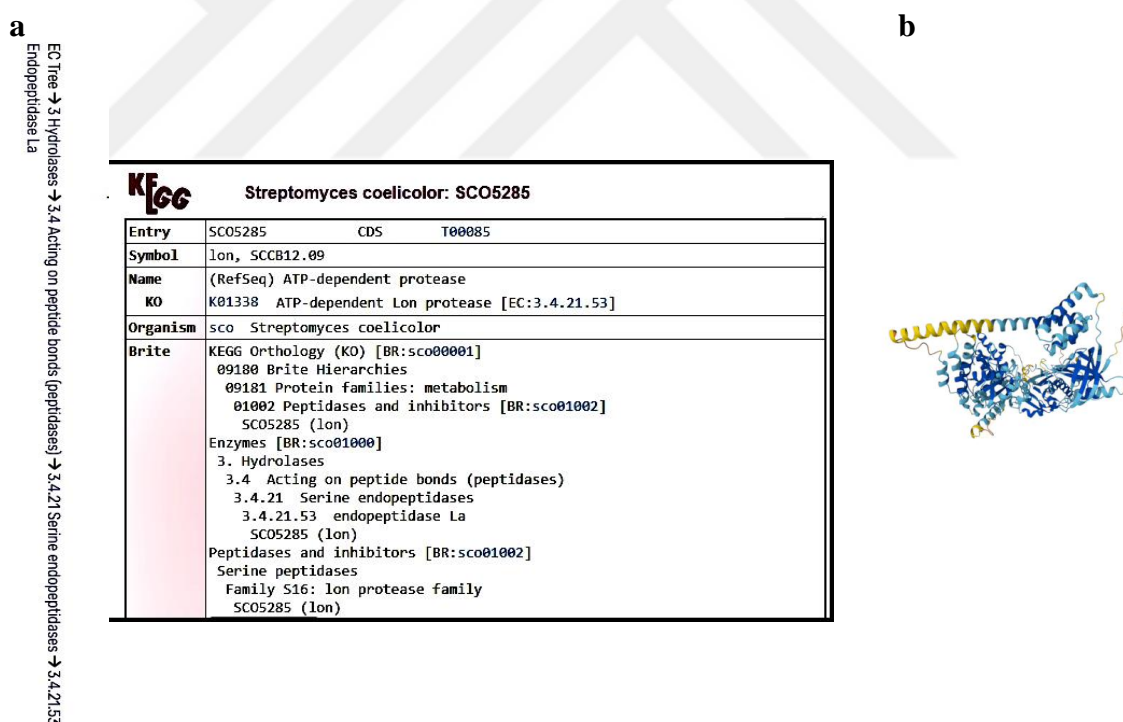 a
b
EC Tree → 3 Hydrolases → 3.4 Acting on peptide bonds (peptidases) → 3.4.21 Serine endopeptidases → 3.4.21.53
Endopeptidase La
KEGG
Streptomyces coelicolor: SCO5285
Entry SCO5285 CDS T00085
Symbol lon, SCCB12.09
Name (RefSeq) ATP-dependent protease
KO K01338 ATP-dependent Lon protease [EC:3.4.21.53]
Organism sco Streptomyces coelicolor
Brite KEGG Orthology (KO) [BR:sco00001]
09180 Brite Hierarchies
09181 Protein families: metabolism
01002 Peptidases and inhibitors [BR:sco01002]
SCO5285 (lon)
Enzymes [BR:sco01000]
3. Hydrolases
3.4 Acting on peptide bonds (peptidases)
3.4.21 Serine endopeptidases
3.4.21.53 endopeptidase La
SCO5285 (lon)
Peptidases and inhibitors [BR:sco01002]
Serine peptidases
Family S16: lon protease family
SCO5285 (lon)